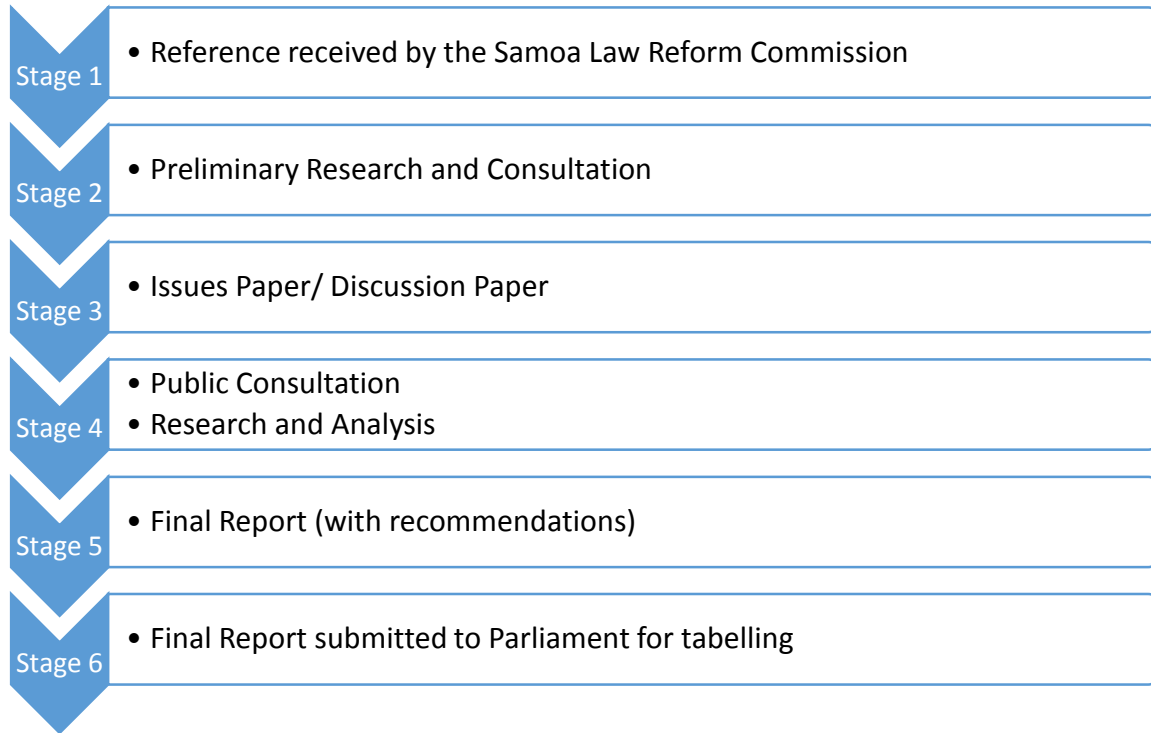 Stage 1
• Reference received by the Samoa Law Reform Commission
Stage 2
• Preliminary Research and Consultation
Stage 3
• Issues Paper/ Discussion Paper
Stage 4
• Public Consultation
• Research and Analysis
Stage 5
• Final Report (with recommendations)
Stage 6
• Final Report submitted to Parliament for tabelling